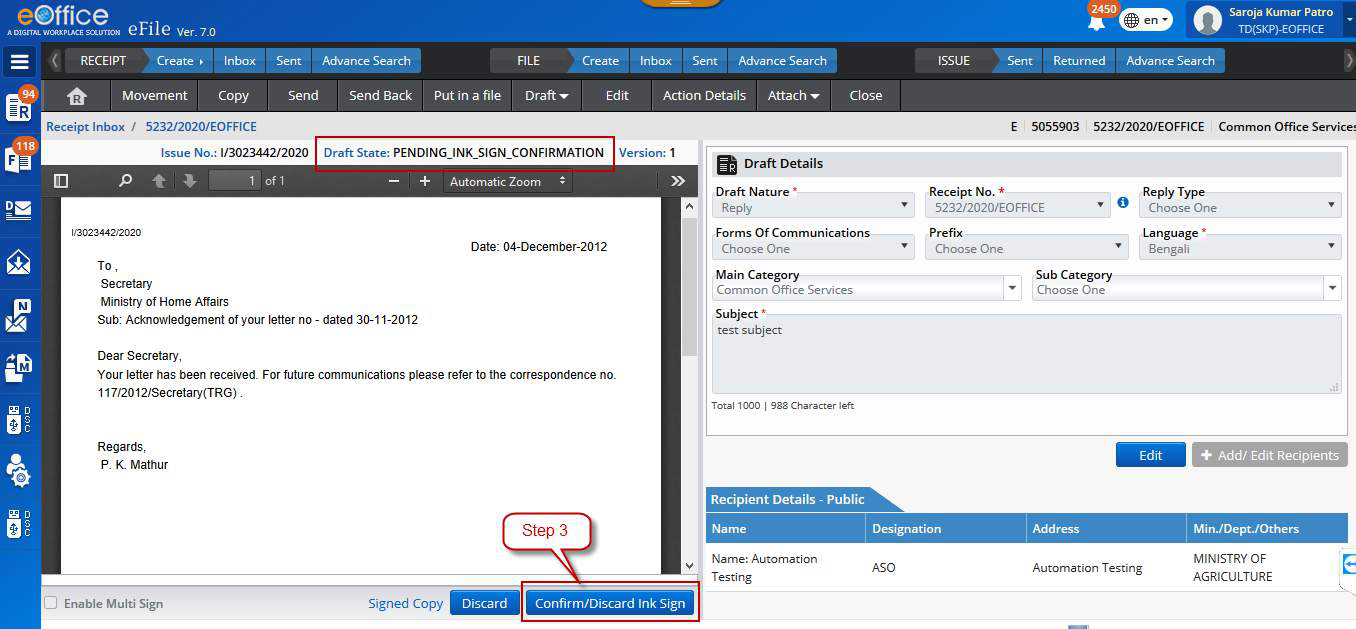 eOffice
A DIGITAL WORKPLACE SOLUTION
eFile Ver. 7.0
2450
en
Saroja Kumar Patro
TD(SKP)-EOFFICE
RECEIPT Create Inbox Sent Advance Search FILE Create Inbox Sent Advance Search ISSUE Sent Returned Advance Search
R Movement Copy Send Send Back Put in a file Draft Edit Action Details Attach Close
94
R
118
F
D
N
M
DSC
DSC
Receipt Inbox / 5232/2020/EOFFICE
E 5055903 5232/2020/EOFFICE Common Office Services
Issue No.: I/3023442/2020 Draft State: PENDING_INK_SIGN_CONFIRMATION Version: 1
1 of 1 Automatic Zoom
I/3023442/2020
Date: 04-December-2012
To ,
Secretary
Ministry of Home Affairs
Sub: Acknowledgement of your letter no - dated 30-11-2012
Dear Secretary,
Your letter has been received. For future communications please refer to the correspondence no.
117/2012/Secretary(TRG) .
Regards,
P. K. Mathur
Step 3
Enable Multi Sign Signed Copy Discard Confirm/Discard Ink Sign
R Draft Details
Draft Nature * Receipt No. * Reply Type
Reply 5232/2020/EOFFICE Choose One
Forms Of Communications Prefix Language *
Choose One Choose One Bengali
Main Category Sub Category
Common Office Services Choose One
Subject *
test subject
Total 1000 | 988 Character left
Edit + Add/ Edit Recipients
Recipient Details - Public
Name Designation Address Min./Dept./Others
Name: Automation Testing ASO Automation Testing MINISTRY OF AGRICULTURE